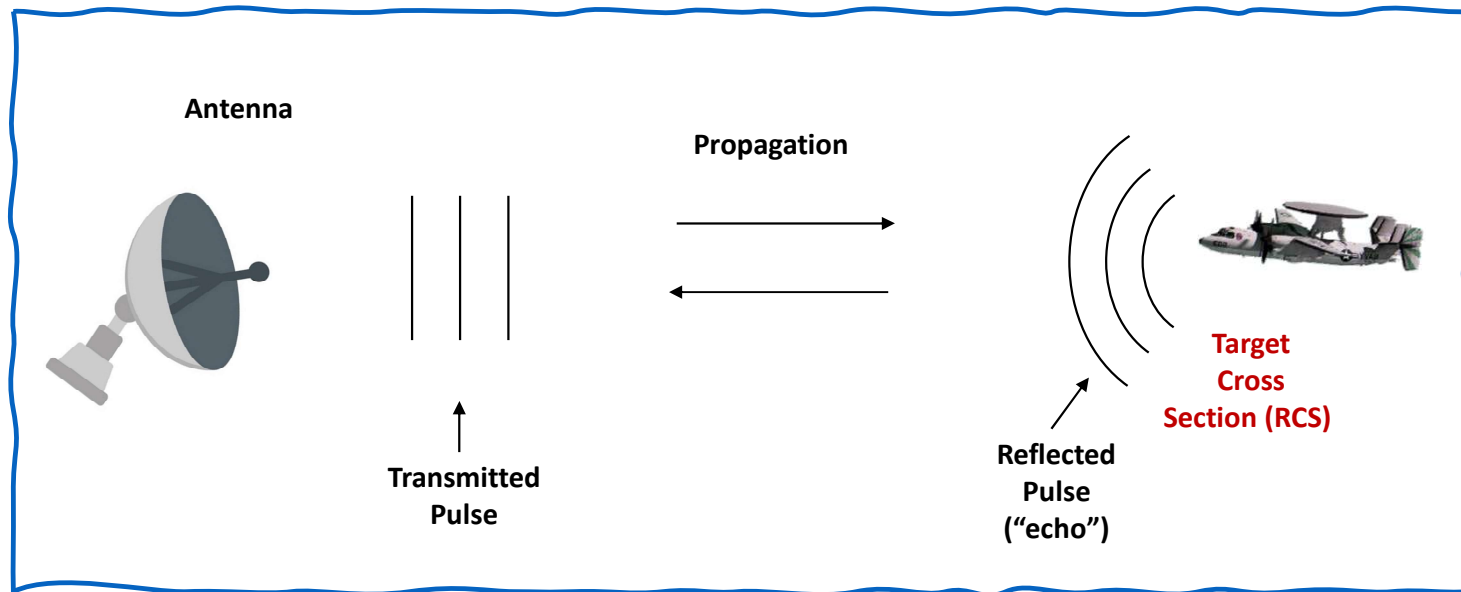 Antenna
Propagation
Transmitted
Pulse
Reflected
Pulse
(“echo”)
Target
Cross
Section (RCS)